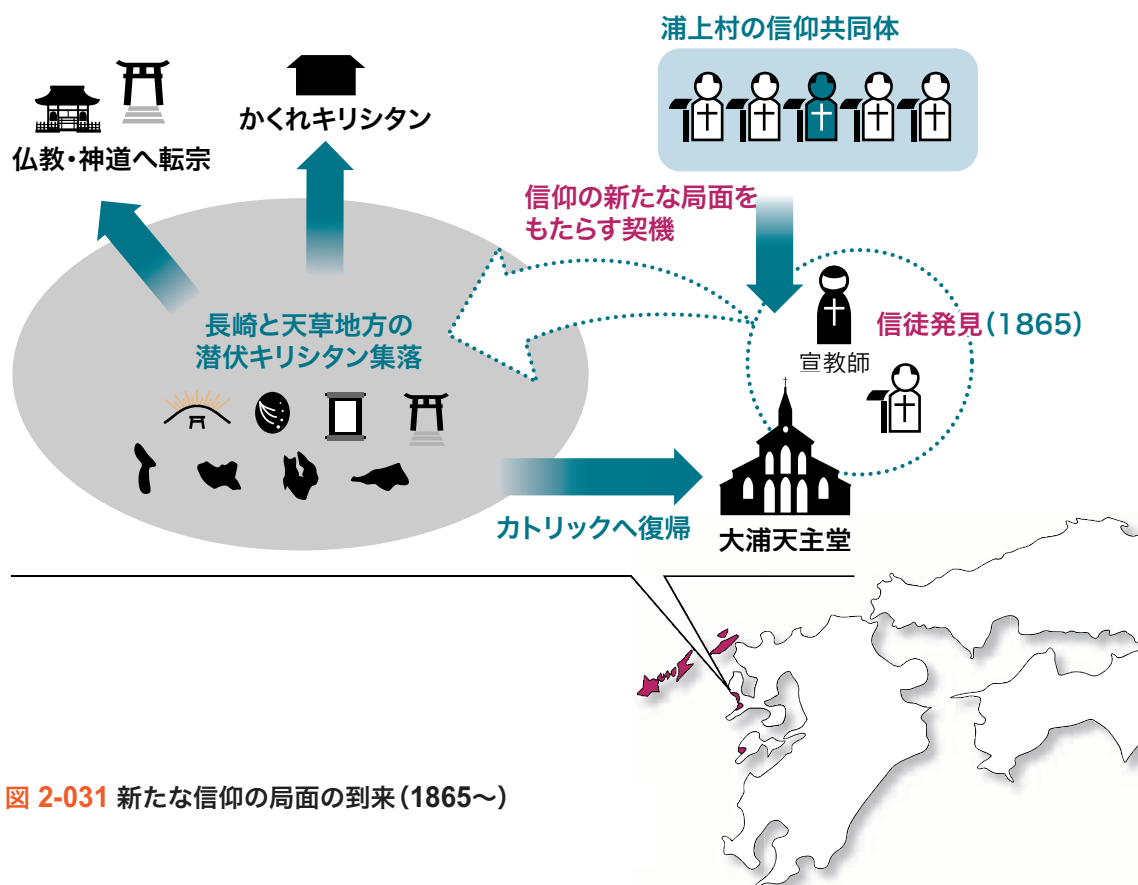 浦上村の信仰共同体
かくれキリシタン
仏教・神道へ転宗
信仰の新たな局面を
もたらす契機
信徒発見(1865)
宣教師
長崎と天草地方の
潜伏キリシタン集落
カトリックへ復帰
大浦天主堂
図 2-031 新たな信仰の局面の到来(1865〜)